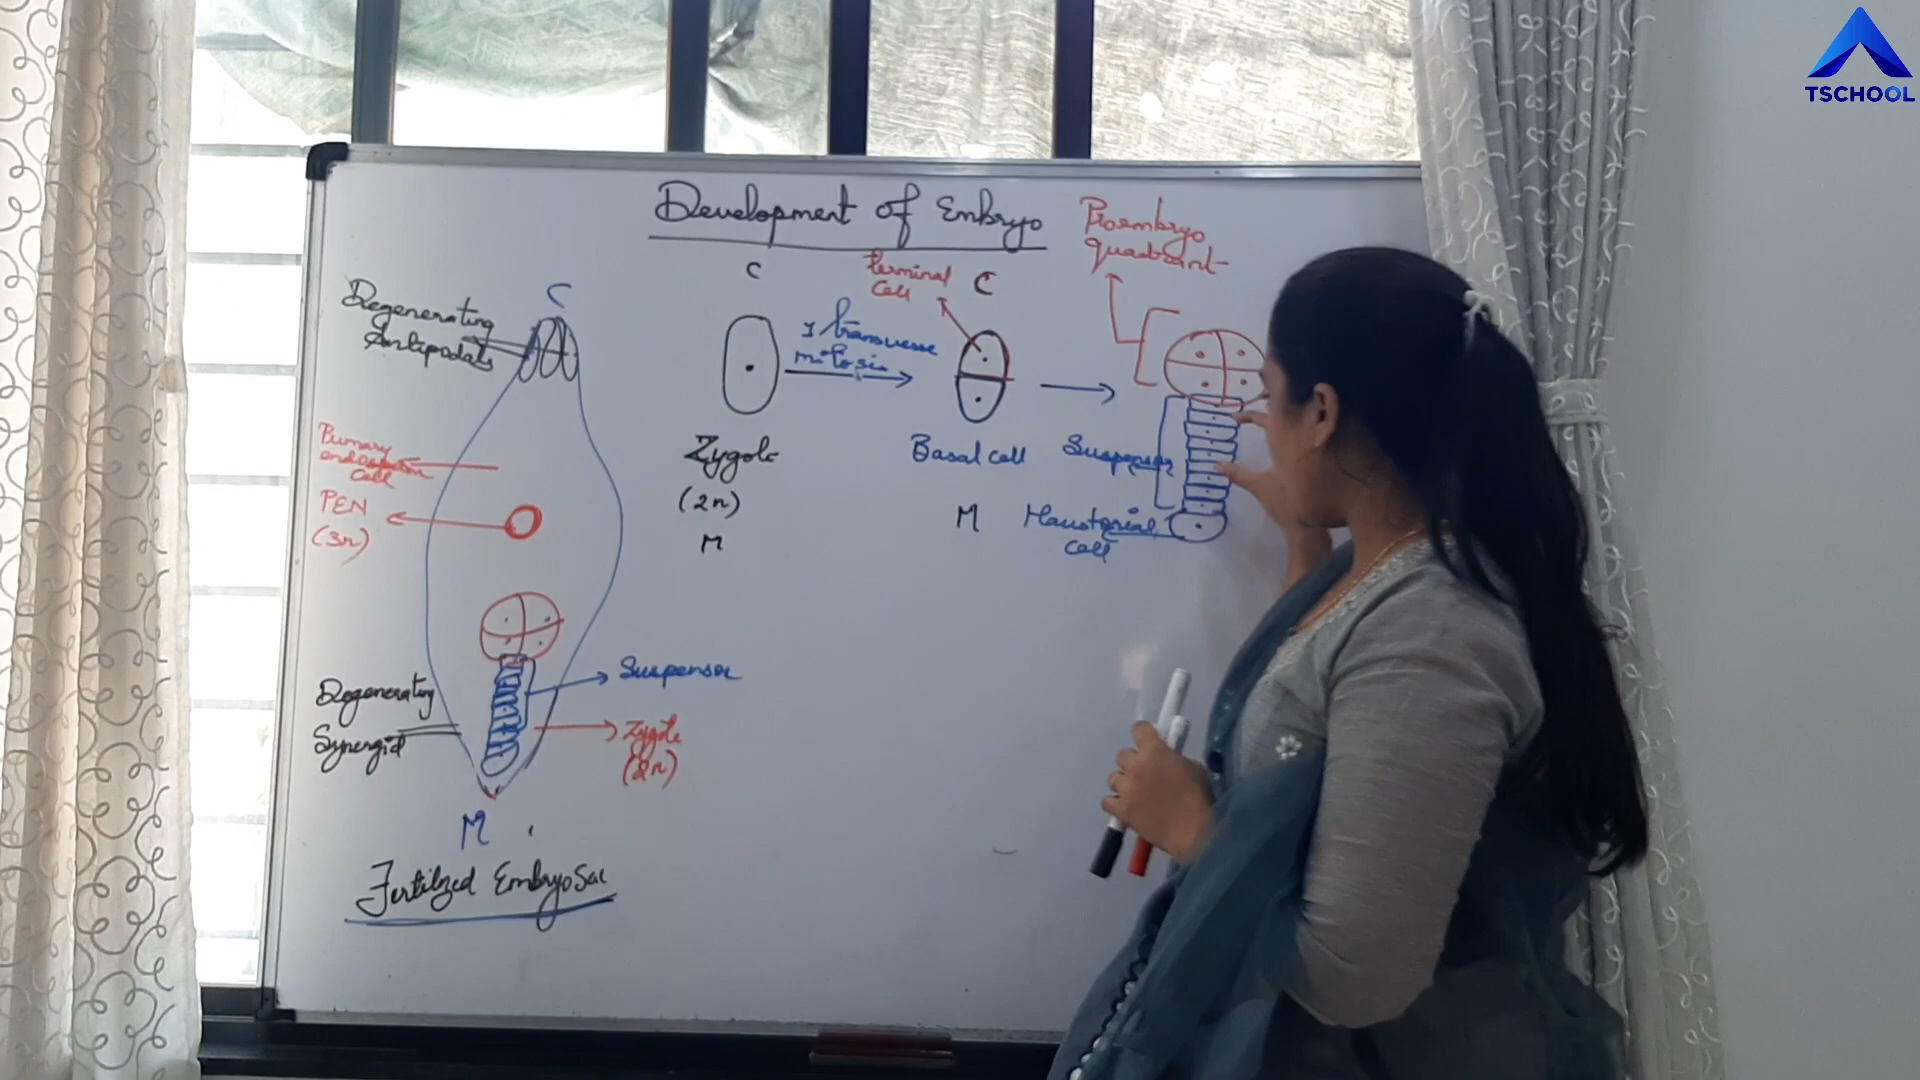 TSCHOOL
Development of Embryo
C
Degenerating
Antipodals
Primary
endosperm
Cell
PEN
(3n)
Suspensor
Degenerating
Synergid
Zygote
(2n)
M
Fertilzed Embryo Sac
C
1 transverse
mitosis
Zygote
(2n)
M
terminal
Cell
C
Basal cell
M
Proembryo
quadrant
Suspensor
Haustorial
cell